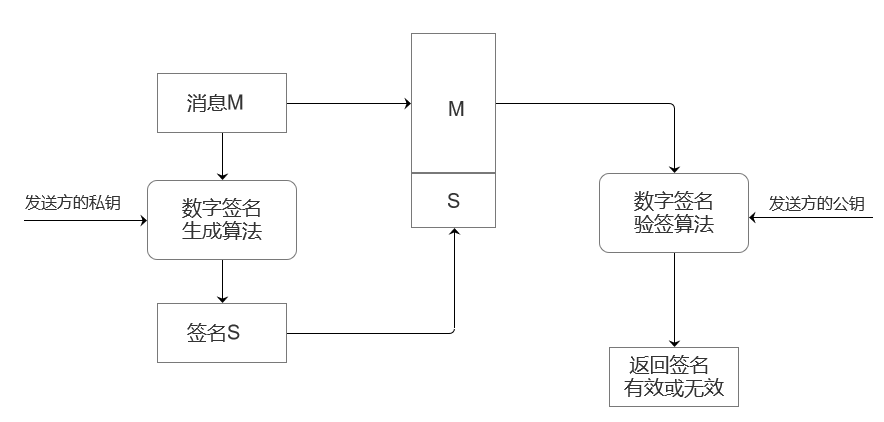 消息M
M
发送方的私钥
数字签名
生成算法
S
数字签名
验签算法
发送方的公钥
签名S
返回签名
有效或无效